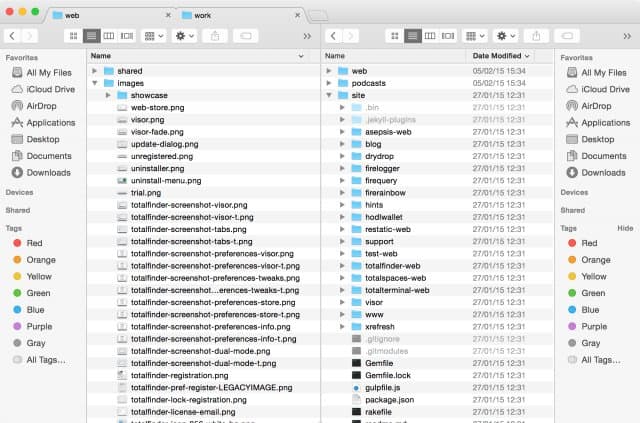 web
work
Favorites
All My Files
iCloud Drive
AirDrop
Applications
Desktop
Documents
Downloads
Devices
Shared
Tags
Red
Orange
Yellow
Green
Blue
Purple
Gray
All Tags…
Name
shared
images
showcase
web-store.png
visor.png
visor-fade.png
update-dialog.png
unregistered.png
uninstaller.png
uninstall-menu.png
trial.png
totalfinder-screenshot-visor.png
totalfinder-screenshot-visor-t.png
totalfinder-screenshot-tabs.png
totalfinder-screenshot-tabs-t.png
totalfinder-screenshot-preferences-visor.png
totalfinder-screenshot-preferences-visor-t.png
totalfinder-screenshot-preferences-tweaks.png
totalfinder-screenshot…erences-tweaks-t.png
totalfinder-screenshot-preferences-store.png
totalfinder-screenshot-preferences-store-t.png
totalfinder-screenshot-preferences-info.png
totalfinder-screenshot-preferences-info-t.png
totalfinder-screenshot-dual-mode.png
totalfinder-screenshot-dual-mode-t.png
totalfinder-registration.png
totalfinder-pref-register-LEGACYIMAGE.png
totalfinder-lock-registration.png
totalfinder-license-email.png
Name Date Modified
web 05/02/15 15:34
podcasts 05/02/15 15:34
site 27/01/15 12:31
.bin 27/01/15 12:31
.jekyll-plugins 27/01/15 12:31
asepsis-web 27/01/15 12:31
blog 27/01/15 12:31
drydrop 27/01/15 12:31
firelogger 27/01/15 12:31
firequery 27/01/15 12:31
firerainbow 27/01/15 12:31
hints 27/01/15 12:31
hodlwallet 27/01/15 12:31
restatic-web 27/01/15 12:31
support 27/01/15 12:31
test-web 27/01/15 12:31
totalfinder-web 27/01/15 12:31
totalspaces-web 27/01/15 12:31
totalterminal-web 27/01/15 12:31
visor 27/01/15 12:31
www 27/01/15 12:31
xrefresh 27/01/15 12:31
.gitignore 27/01/15 12:31
.gitmodules 27/01/15 12:31
Gemfile 27/01/15 12:31
Gemfile.lock 27/01/15 12:31
gulpfile.js 27/01/15 12:31
package.json 27/01/15 12:31
rakefile 27/01/15 12:31
Favorites
All My Files
iCloud Drive
AirDrop
Applications
Desktop
Documents
Downloads
Devices
Shared
Tags Hide
Red
Orange
Yellow
Green
Blue
Purple
Gray
All Tags…